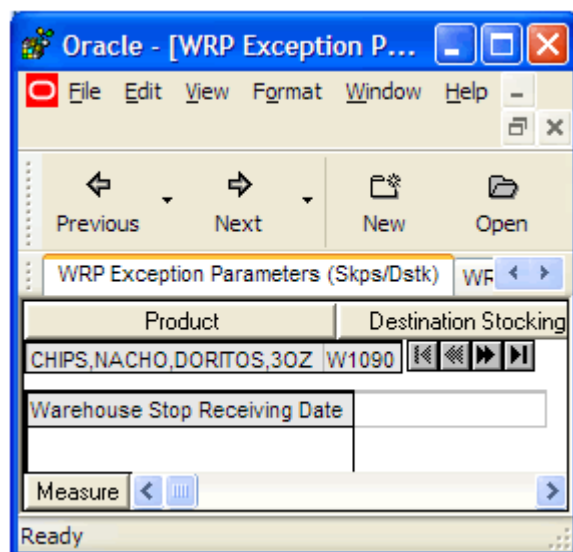 Oracle - [WRP Exception P...
File Edit View Format Window Help
Previous Next New Open
WRP Exception Parameters (Skps/Dstk) WR
Product Destination Stocking
CHIPS,NACHO,DORITOS,3OZ W1090
Warehouse Stop Receiving Date
Measure
Ready